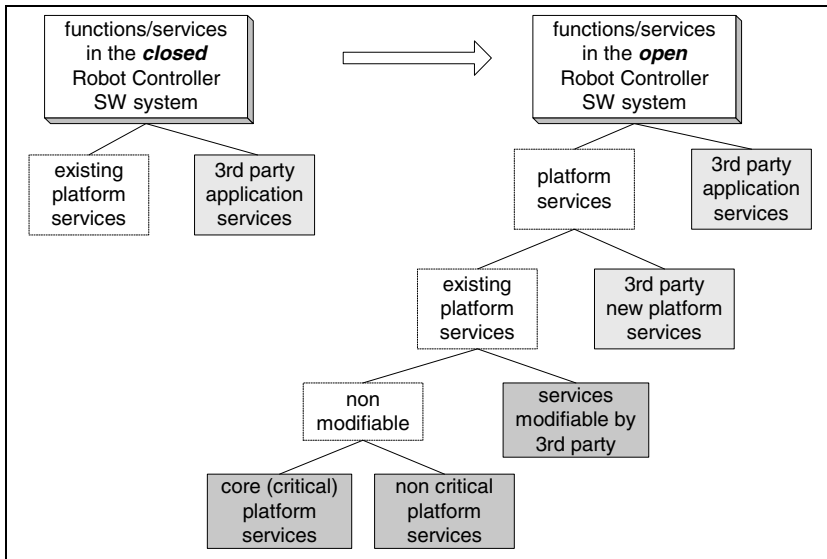 functions/services
in the closed
Robot Controller
SW system
functions/services
in the open
Robot Controller
SW system
existing
platform
services
3rd party
application
services
platform
services
3rd party
application
services
existing
platform
services
3rd party
new platform
services
non
modifiable
services
modifiable by
3rd party
core (critical)
platform
services
non critical
platform
services